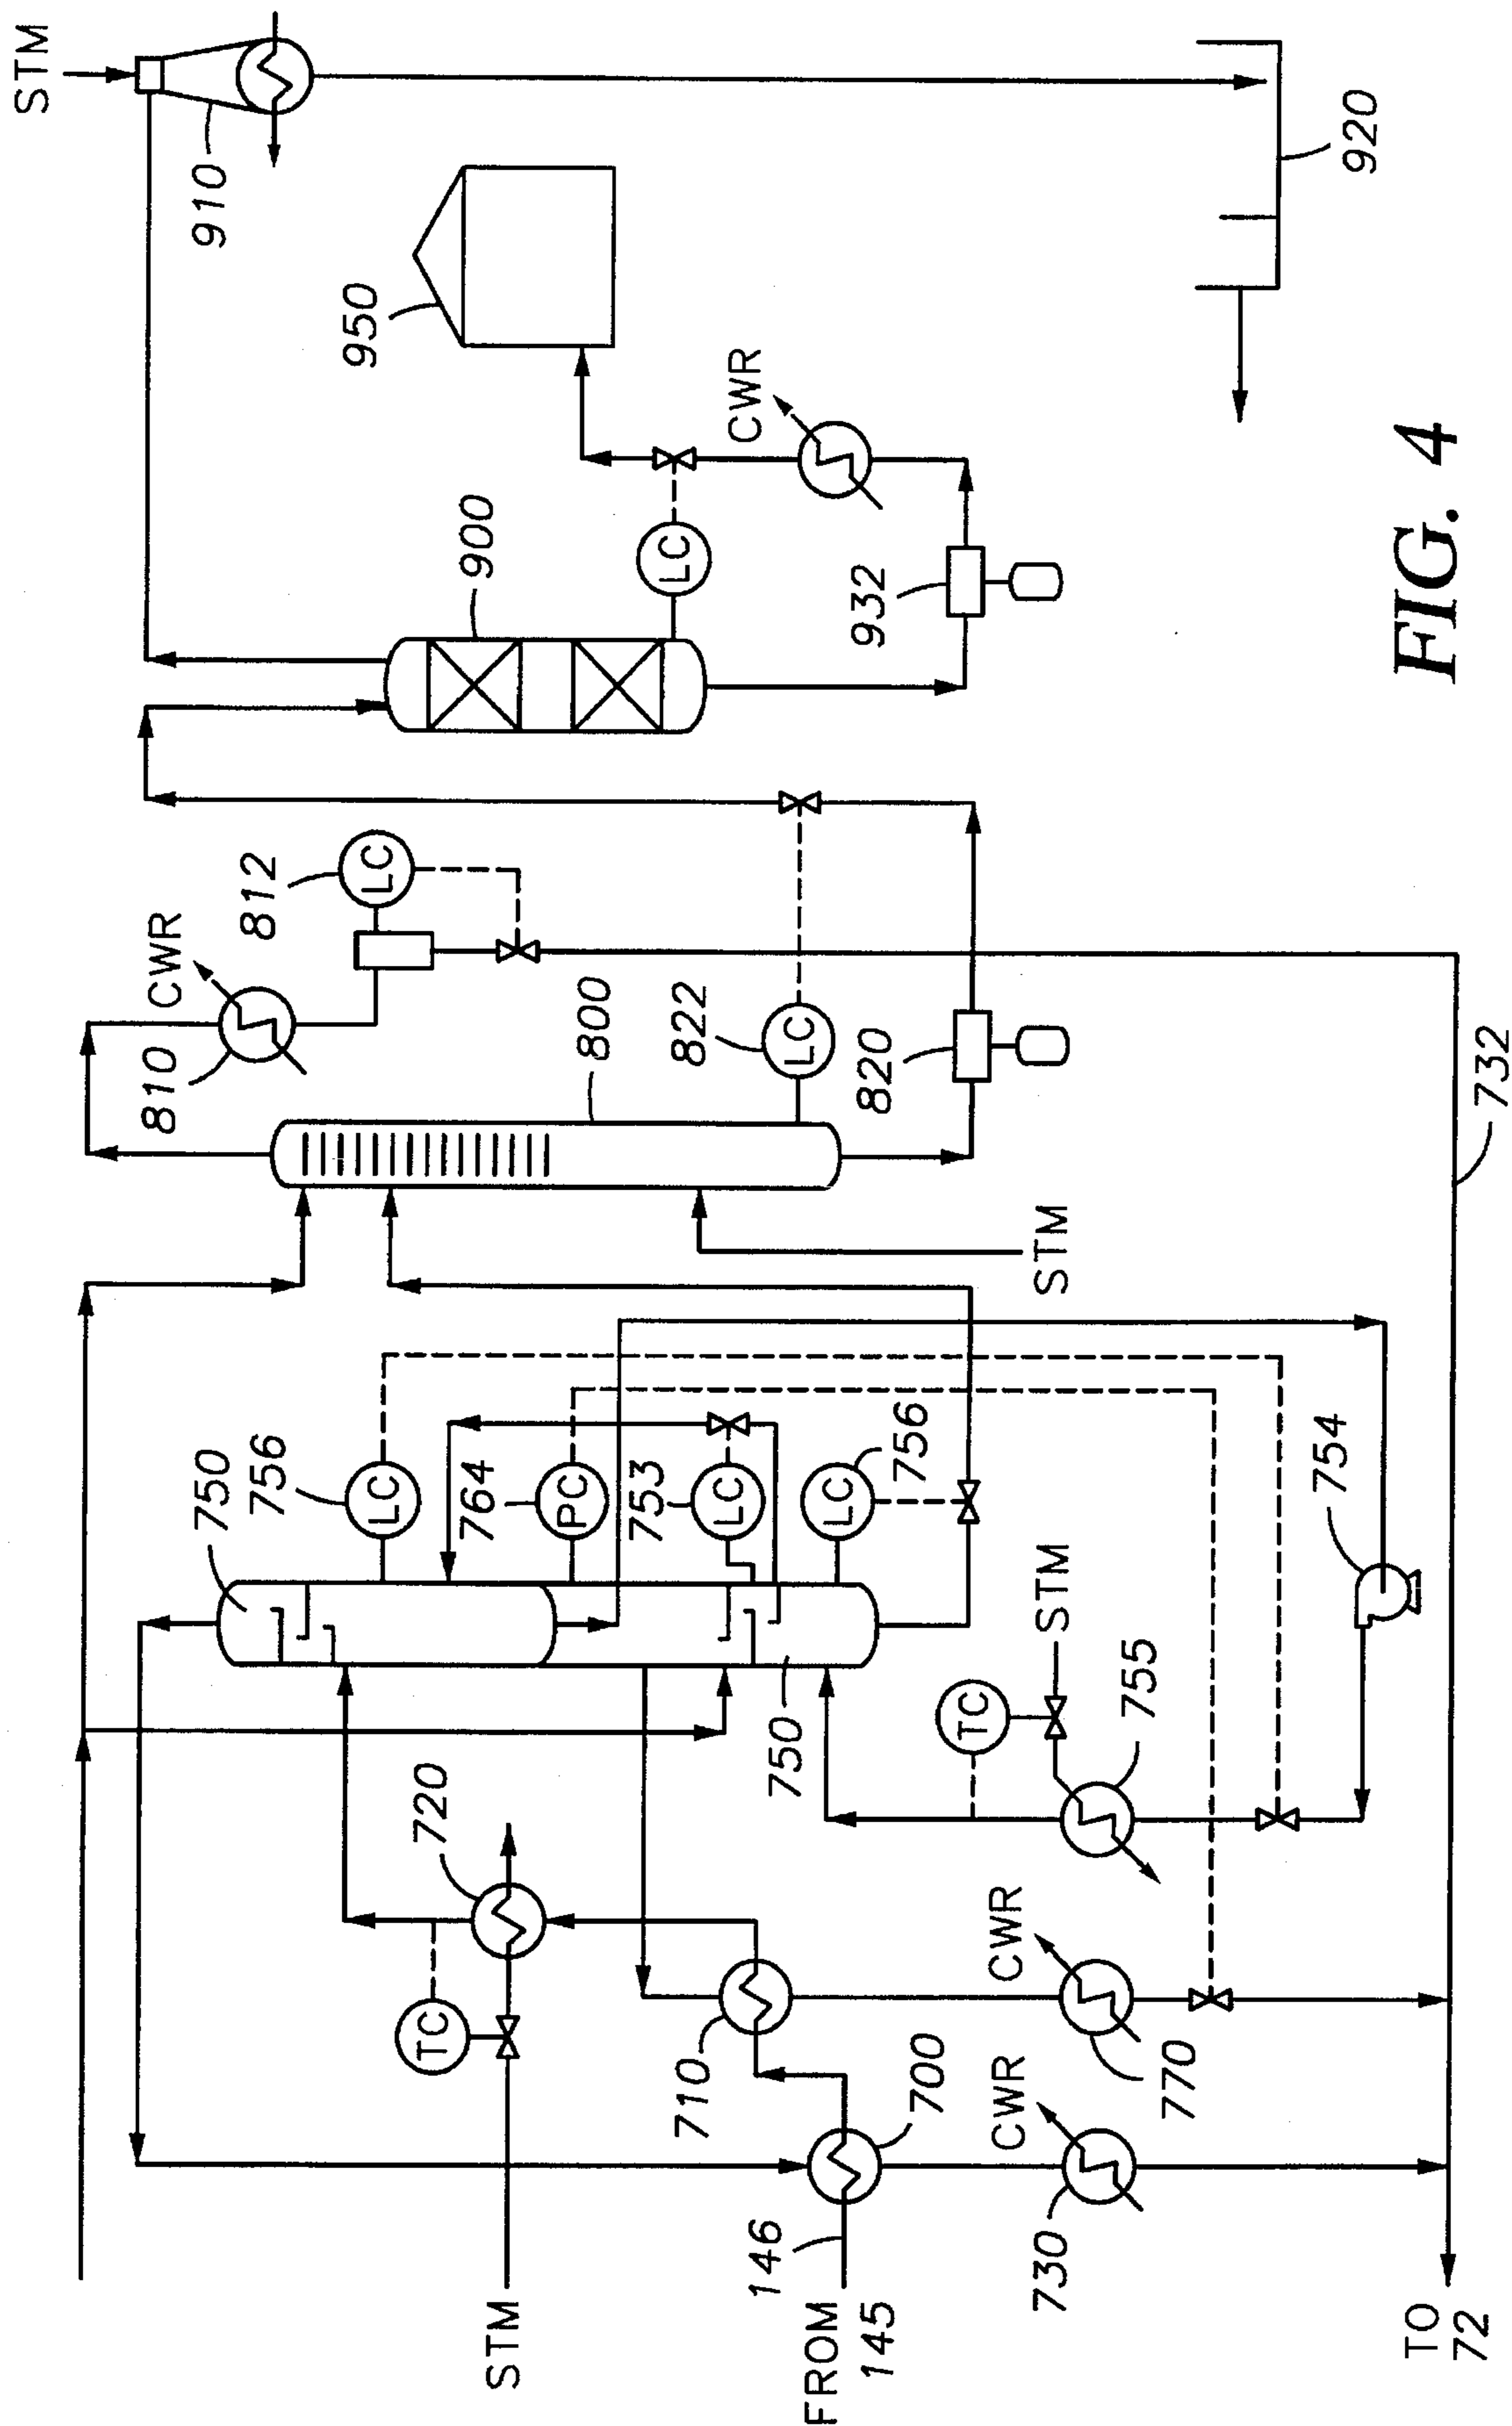 STM
910
950
920
900
CWR
LC
932
812
LC
CWR
810
800
822
LC
820
732
STM
750
756
LC
764
PC
753
LC
LC
756
754
STM
TC
755
750
720
TC
710
CWR
770
700
CWR
730
146
STM
FROM
145
TO
72
FIG. 4